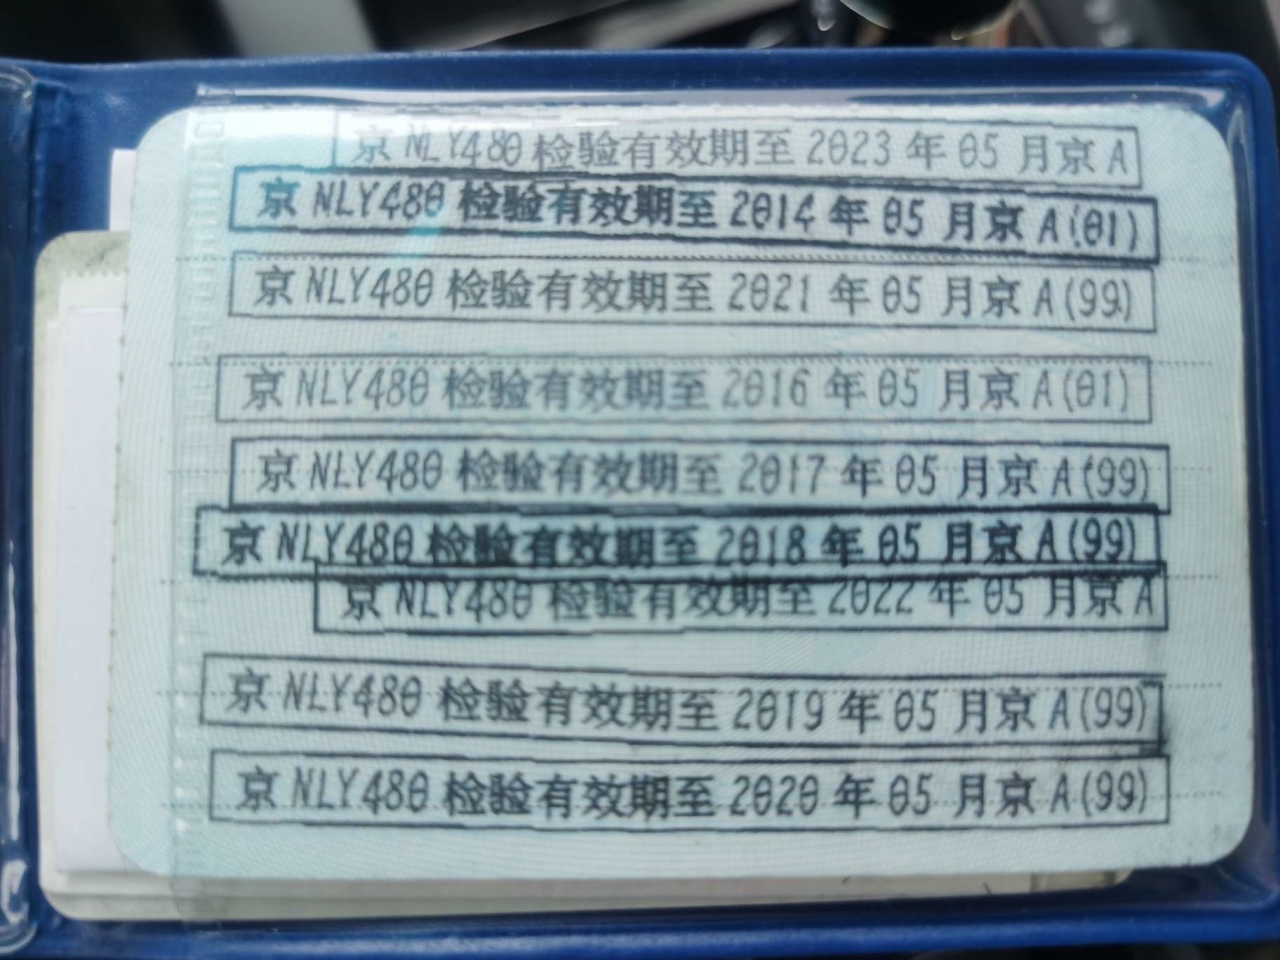 京 NLY480 检验有效期至 2023 年 05 月京 A
京 NLY480 检验有效期至 2014 年 05 月京 A(01)
京 NLY480 检验有效期至 2021 年 05 月京 A(99)
京 NLY480 检验有效期至 2016 年 05 月京 A(01)
京 NLY480 检验有效期至 2017 年 05 月京 A(99)
京 NLY480 检验有效期至 2018 年 05 月京 A(99)
京 NLY480 检验有效期至 2022 年 05 月京 A
京 NLY480 检验有效期至 2019 年 05 月京 A(99)
京 NLY480 检验有效期至 2020 年 05 月京 A(99)